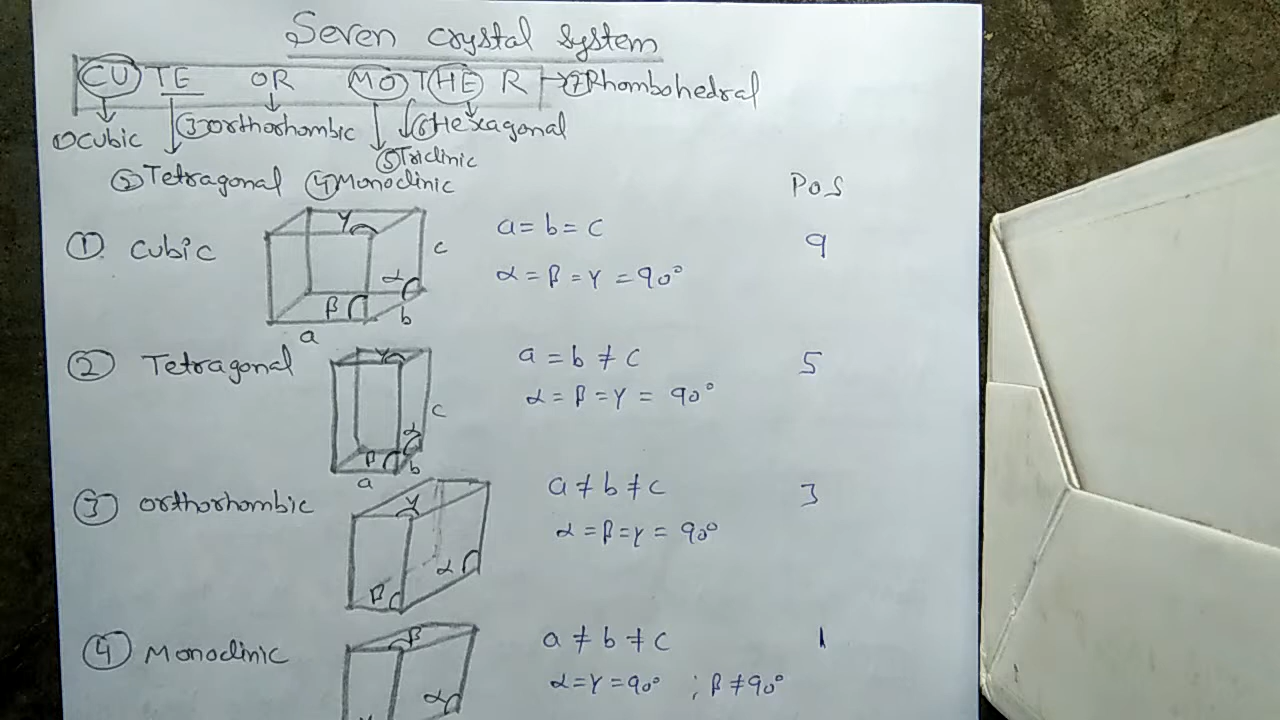 Seven crystal system
CU TE OR MO T HE R → ⑦ Rhombohedral
① cubic ③ orthorhombic ⑥ Hexagonal
⑤ Triclinic
② Tetragonal ④ Monoclinic
POS
① Cubic γ c α β b a a = b = c 9
α = β = γ = 90°
② Tetragonal γ c α β b a a = b ≠ c 5
α = β = γ = 90°
③ orthorhombic γ α β a ≠ b ≠ c 3
α = β = γ = 90°
④ Monoclinic β α a ≠ b ≠ c 1
α = γ = 90° ; β ≠ 90°